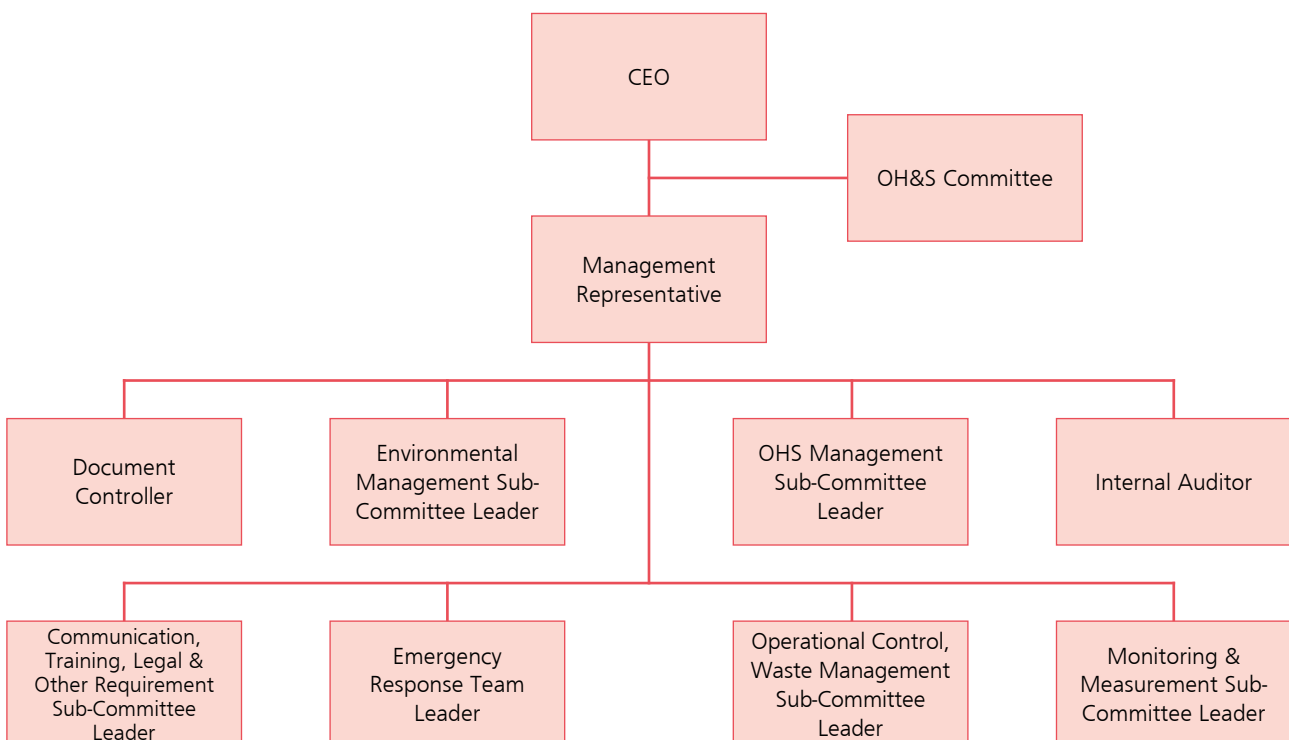 CEO
OH&S Committee
Management
Representative
Document
Controller
Environmental
Management Sub-
Committee Leader
OHS Management
Sub-Committee
Leader
Internal Auditor
Communication,
Training, Legal &
Other Requirement
Sub-Committee
Leader
Emergency
Response Team
Leader
Operational Control,
Waste Management
Sub-Committee
Leader
Monitoring &
Measurement Sub-
Committee Leader